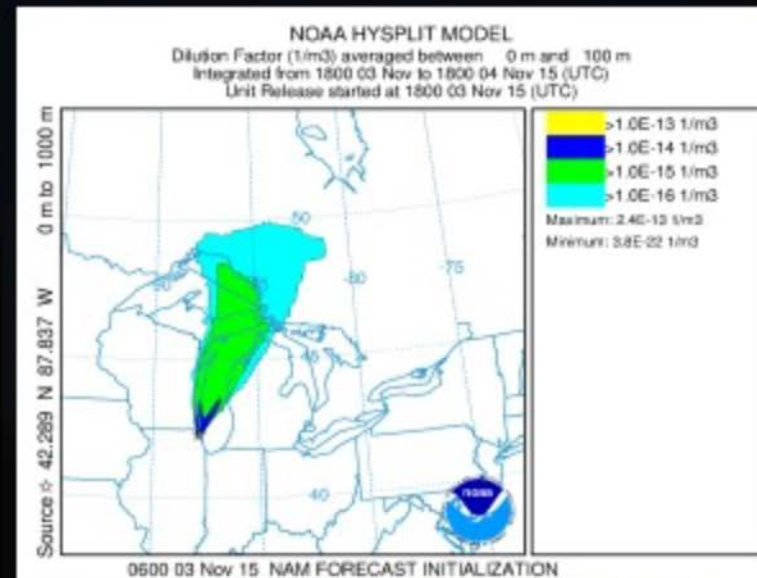 NOAA HYSPLIT MODEL
Dilution Factor (1/m3) averaged between 0 m and 100 m
Integrated from 1800 03 Nov to 1800 04 Nov 15 (UTC)
Unit Release started at 1800 03 Nov 15 (UTC)
Source ☆ 42.289 N 87.837 W 0 m to 1000 m
>1.0E-13 1/m3
>1.0E-14 1/m3
>1.0E-15 1/m3
>1.0E-16 1/m3
Maximum: 2.4E-13 1/m3
Minimum: 3.8E-22 1/m3
50
-90
-85
-80
-75
45
40
noaa
0600 03 Nov 15 NAM FORECAST INITIALIZATION